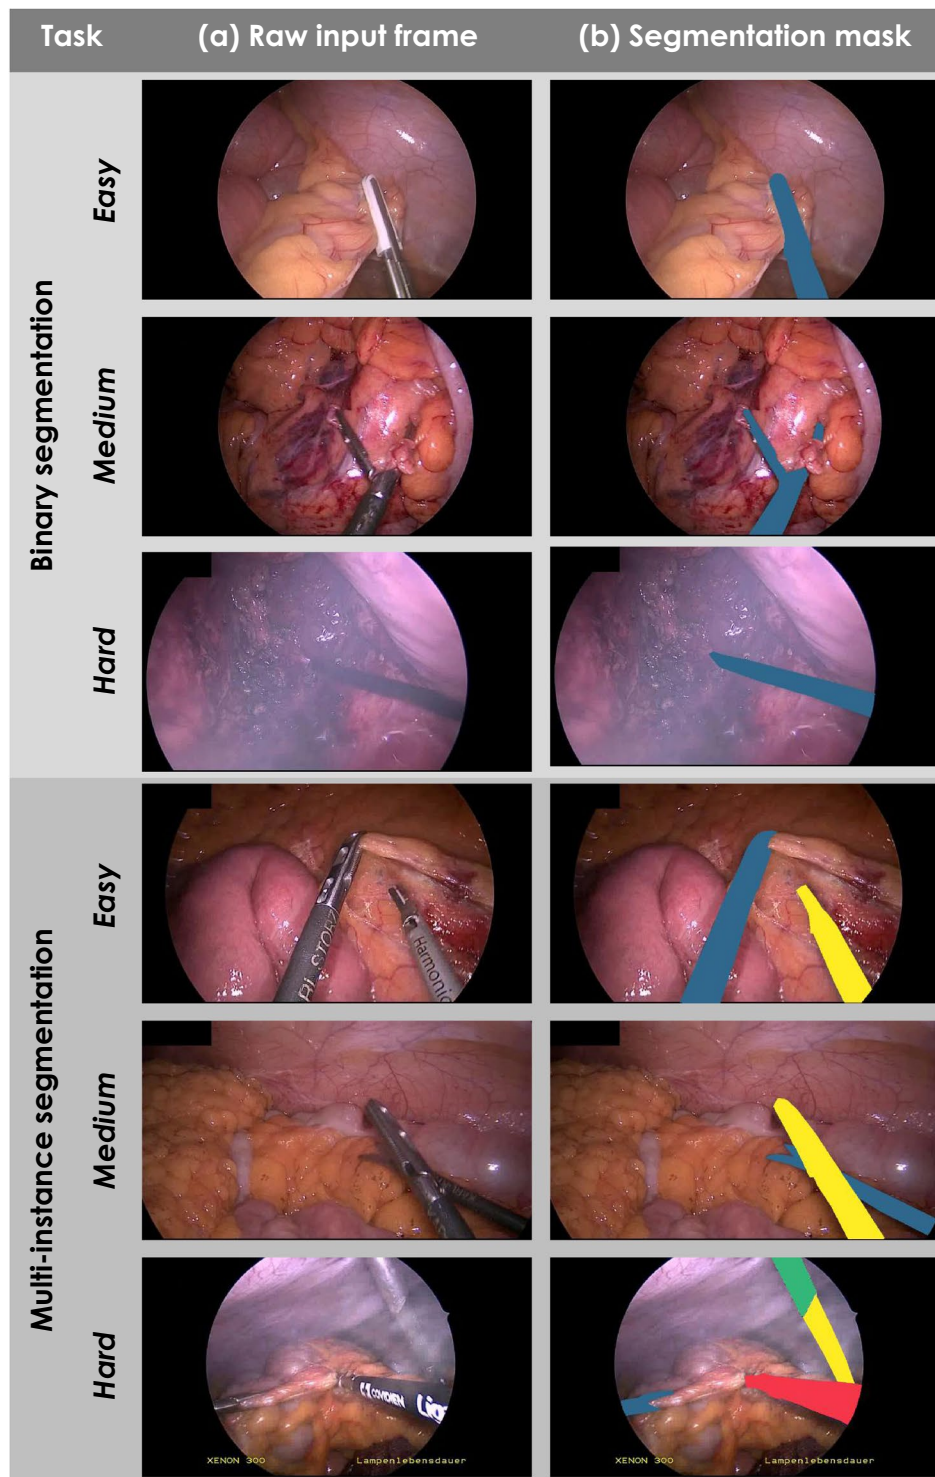 Task (a) Raw input frame (b) Segmentation mask
Binary segmentation
Easy
Medium
Hard
Multi-instance segmentation
Easy
Harmonic
Medium
Hard
COVIDIEN
XENON 300 Lampenlebensdauer
XENON 300 Lampenlebensdauer